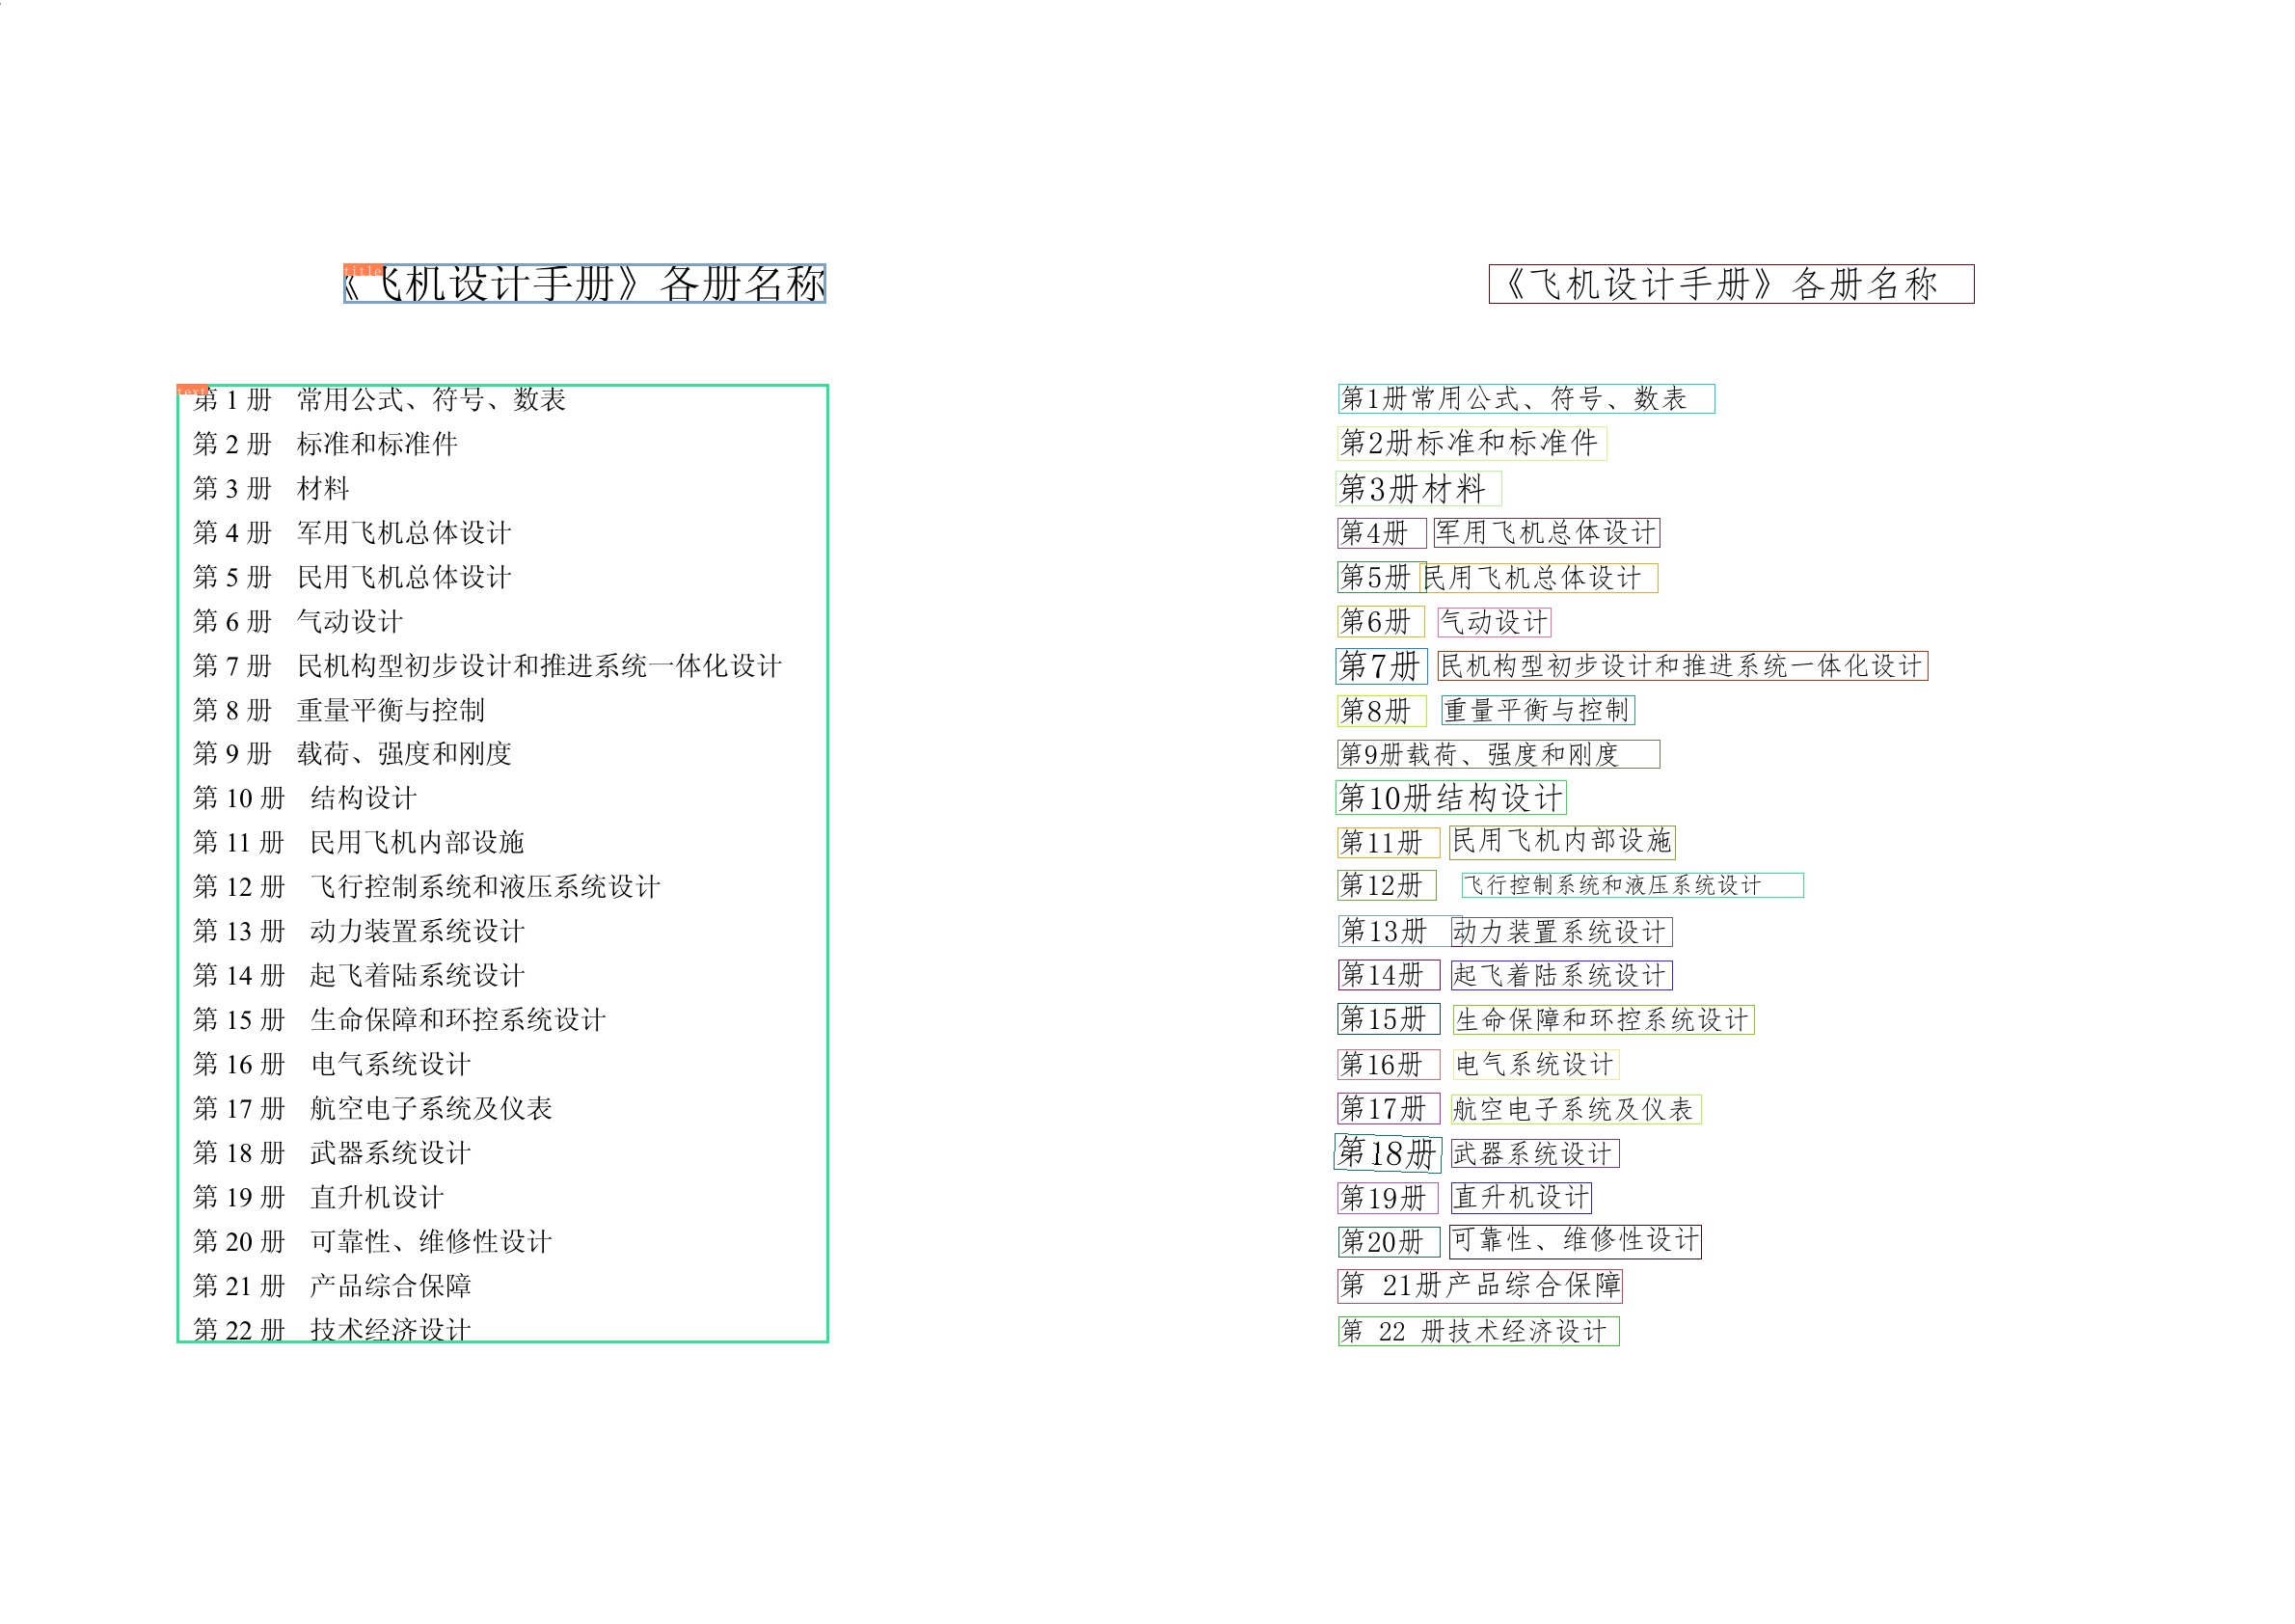 title
《飞机设计手册》各册名称
text
第 1 册 常用公式、符号、数表
第 2 册 标准和标准件
第 3 册 材料
第 4 册 军用飞机总体设计
第 5 册 民用飞机总体设计
第 6 册 气动设计
第 7 册 民机构型初步设计和推进系统一体化设计
第 8 册 重量平衡与控制
第 9 册 载荷、强度和刚度
第 10 册 结构设计
第 11 册 民用飞机内部设施
第 12 册 飞行控制系统和液压系统设计
第 13 册 动力装置系统设计
第 14 册 起飞着陆系统设计
第 15 册 生命保障和环控系统设计
第 16 册 电气系统设计
第 17 册 航空电子系统及仪表
第 18 册 武器系统设计
第 19 册 直升机设计
第 20 册 可靠性、维修性设计
第 21 册 产品综合保障
第 22 册 技术经济设计
《飞机设计手册》各册名称
第1册常用公式、符号、数表
第2册标准和标准件
第3册材料
第4册 军用飞机总体设计
第5册 民用飞机总体设计
第6册 气动设计
第7册 民机构型初步设计和推进系统一体化设计
第8册 重量平衡与控制
第9册载荷、强度和刚度
第10册结构设计
第11册 民用飞机内部设施
第12册 飞行控制系统和液压系统设计
第13册 动力装置系统设计
第14册 起飞着陆系统设计
第15册 生命保障和环控系统设计
第16册 电气系统设计
第17册 航空电子系统及仪表
第18册 武器系统设计
第19册 直升机设计
第20册 可靠性、维修性设计
第 21册产品综合保障
第 22 册技术经济设计